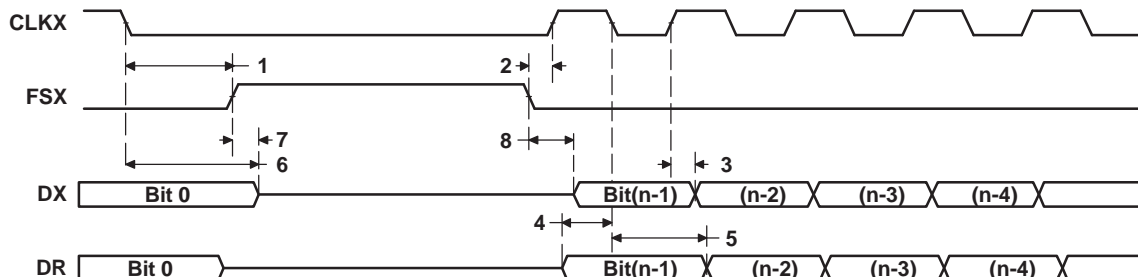 CLKX
1 2
FSX
7 8
6
3
DX Bit 0 Bit(n-1) (n-2) (n-3) (n-4)
4 5
DR Bit 0 Bit(n-1) (n-2) (n-3) (n-4)